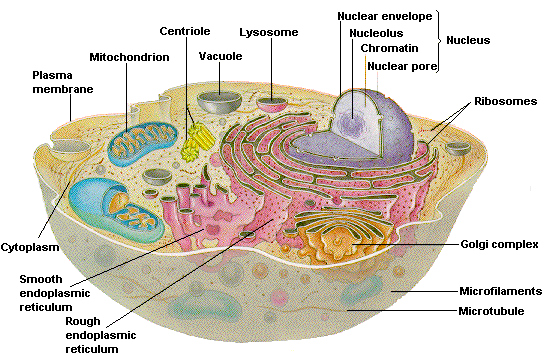 Nuclear envelope
Nucleolus
Chromatin
Nuclear pore
Nucleus
Centriole
Lysosome
Mitochondrion
Vacuole
Plasma
membrane
Ribosomes
Cytoplasm
Golgi complex
Smooth
endoplasmic
reticulum
Microfilaments
Microtubule
Rough
endoplasmic
reticulum